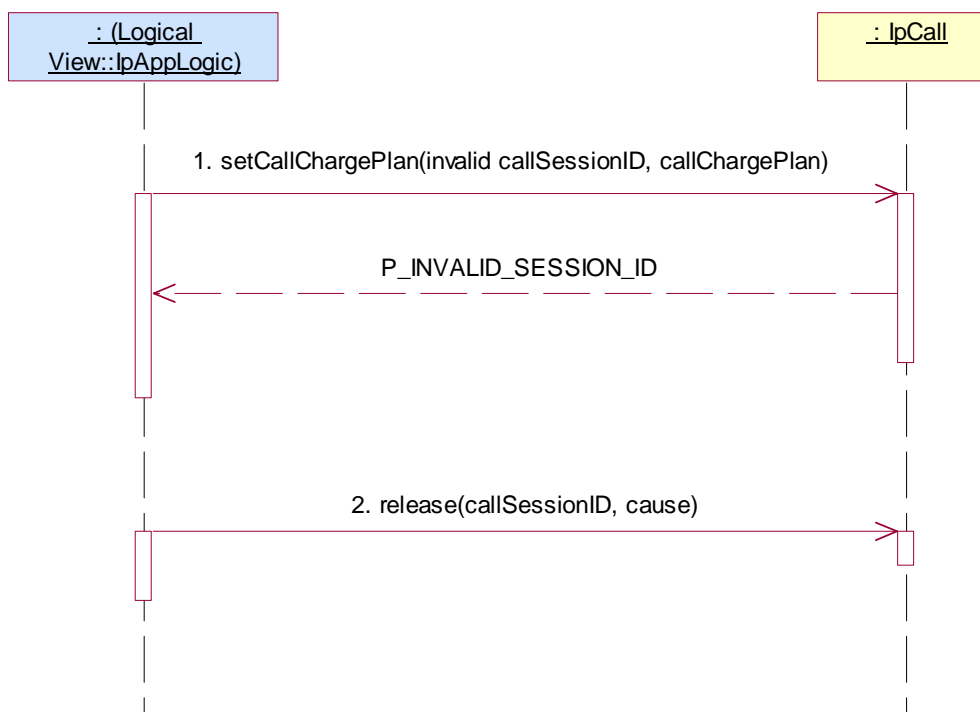 : (Logical
View::IpAppLogic)
: IpCall
1. setCallChargePlan(invalid callSessionID, callChargePlan)
P_INVALID_SESSION_ID
2. release(callSessionID, cause)